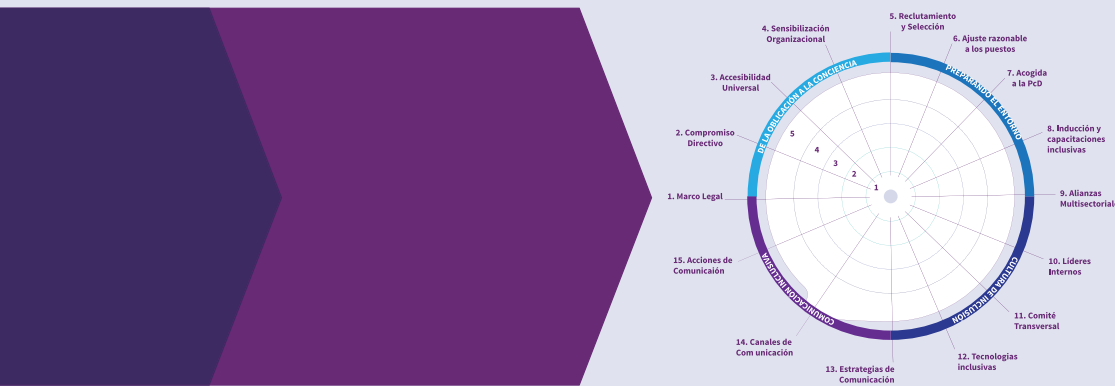 4. Sensibilización
Organizacional
5. Reclutamiento
y Selección
6. Ajuste razonable
a los puestos
3. Accesibilidad
Universal
7. Acogida
a la PcD
2. Compromiso
Directivo
8. Inducción y
capacitaciones
inclusivas
1. Marco Legal
9. Alianzas
Multisectoriale
15. Acciones de
Comunicaión
10. Líderes
Internos
14. Canales de
Com unicación
11. Comité
Transversal
13. Estrategias de
Comunicación
12. Tecnologias
inclusivas
DE LA OBLIGACIÓN A LA CONCIENCIA
PREPARANDO EL ENTORNO
CULTURA DE INCLUSIÓN
COMUNICACIÓN INCLUSIVA
5
4
3
2
1